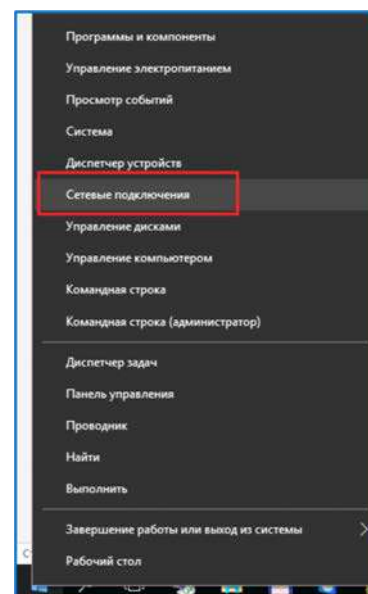 Программы и компоненты
Управление электропитанием
Просмотр событий
Система
Диспетчер устройств
Сетевые подключения
Управление дисками
Управление компьютером
Командная строка
Командная строка (администратор)
Диспетчер задач
Панель управления
Проводник
Найти
Выполнить
Завершение работы или выход из системы
Рабочий стол